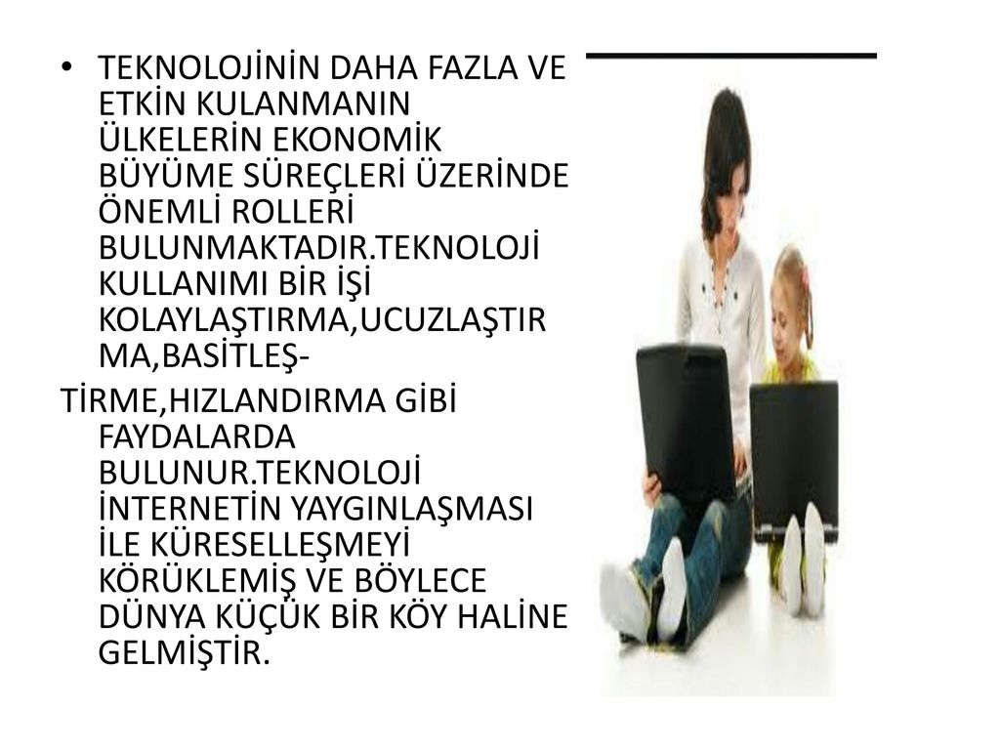 • TEKNOLOJİNİN DAHA FAZLA VE
ETKİN KULANMANIN
ÜLKELERİN EKONOMİK
BÜYÜME SÜREÇLERİ ÜZERİNDE
ÖNEMLİ ROLLERİ
BULUNMAKTADIR.TEKNOLOJİ
KULLANIMI BİR İŞİ
KOLAYLAŞTIRMA,UCUZLAŞTIR
MA,BASİTLEŞ-
TİRME,HIZLANDIRMA GİBİ
FAYDALARDA
BULUNUR.TEKNOLOJİ
İNTERNETİN YAYGINLAŞMASI
İLE KÜRESELLEŞMEYİ
KÖRÜKLEMİŞ VE BÖYLECE
DÜNYA KÜÇÜK BİR KÖY HALİNE
GELMİŞTİR.